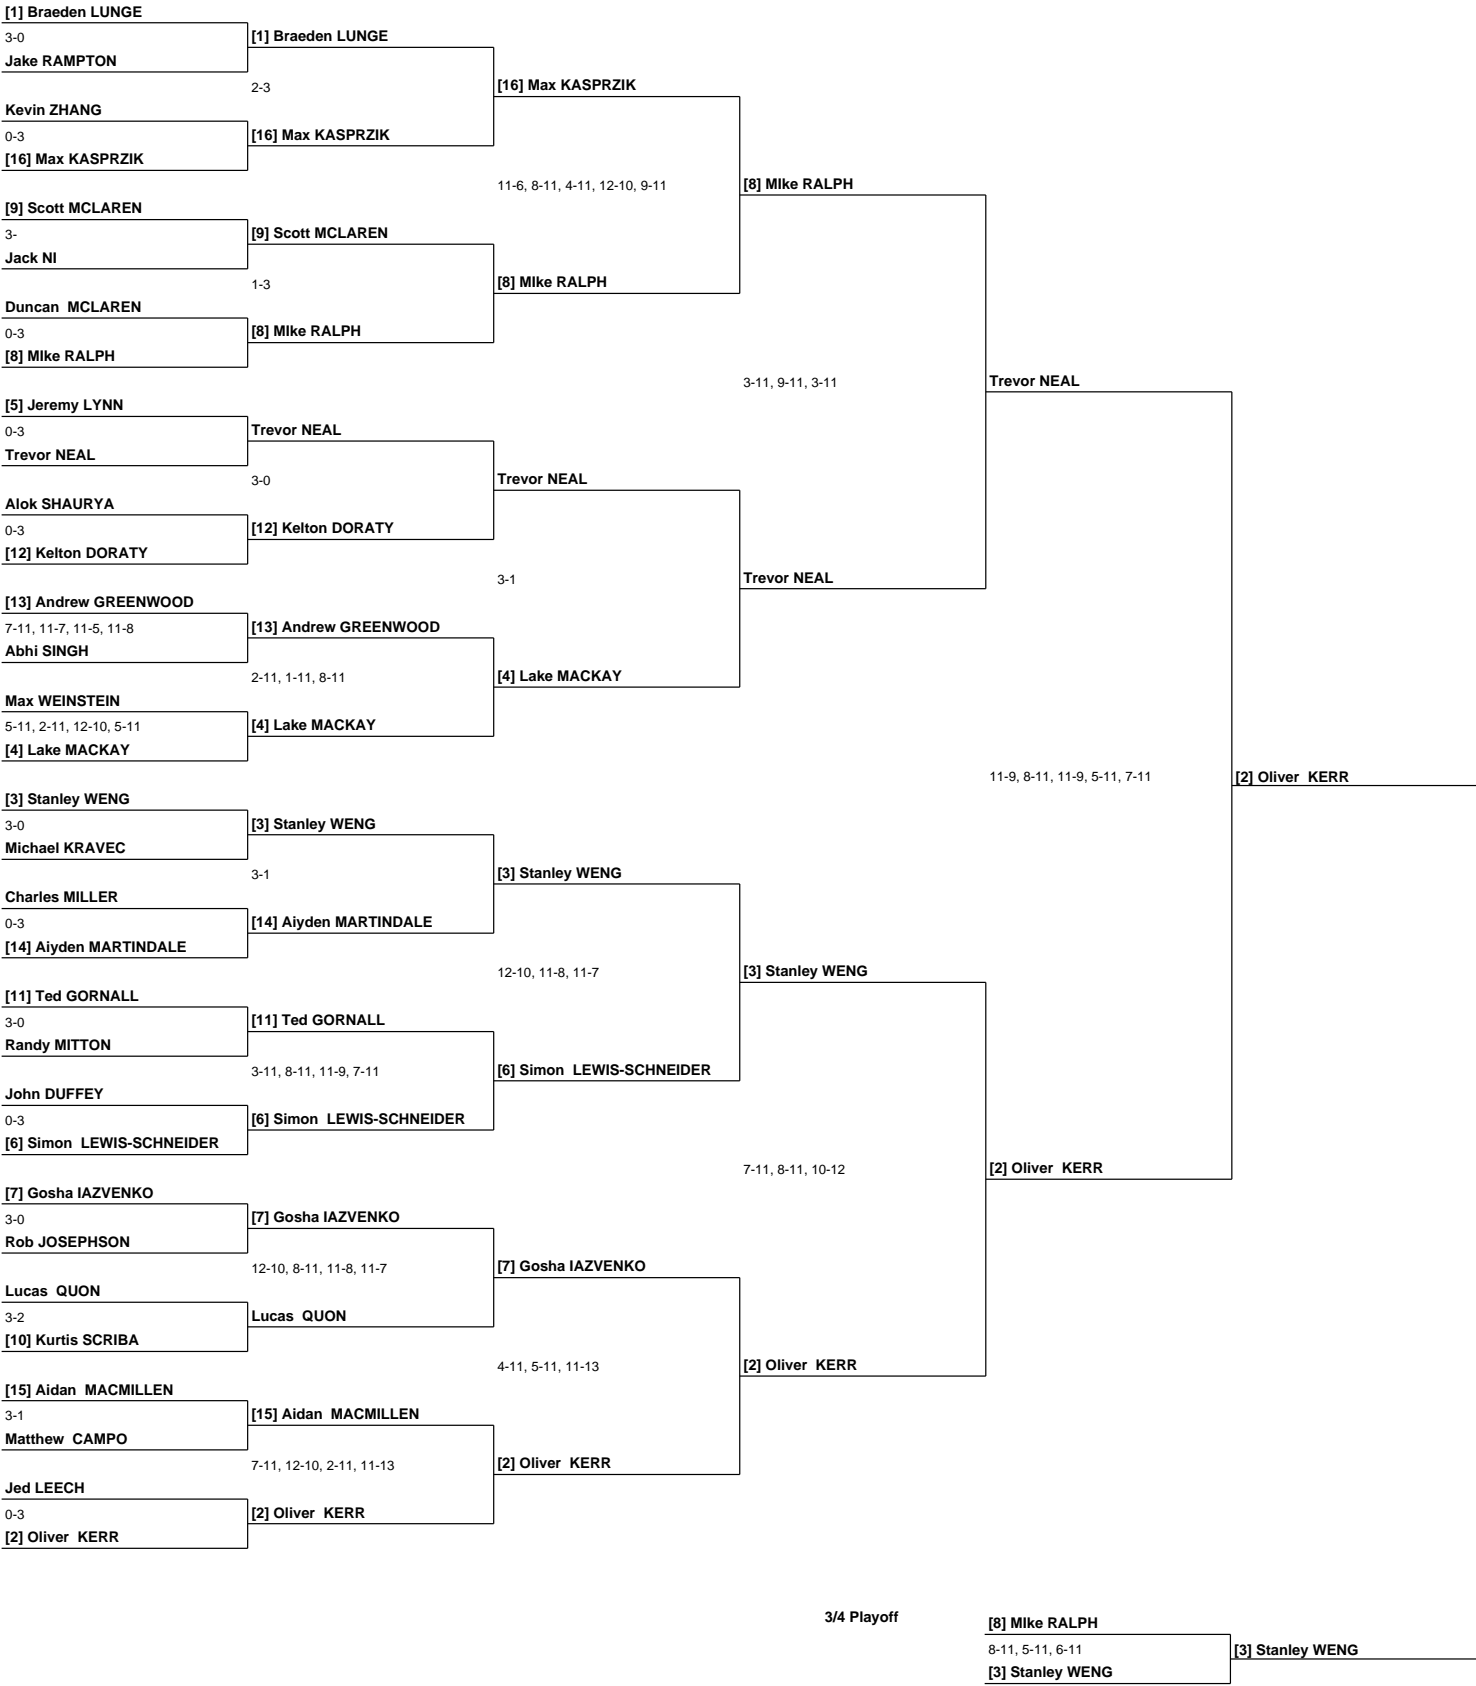 [1] Braeden LUNGE
3-0
Jake RAMPTON
Kevin ZHANG
0-3
[16] Max KASPRZIK
[9] Scott MCLAREN
3-
Jack NI
Duncan  MCLAREN
0-3
[8] MIke RALPH
[5] Jeremy LYNN
0-3
Trevor NEAL
Alok SHAURYA
0-3
[12] Kelton DORATY
[13] Andrew GREENWOOD
7-11, 11-7, 11-5, 11-8
Abhi SINGH
Max WEINSTEIN
5-11, 2-11, 12-10, 5-11
[4] Lake MACKAY
[3] Stanley WENG
3-0
Michael KRAVEC
Charles MILLER
0-3
[14] Aiyden MARTINDALE
[11] Ted GORNALL
3-0
Randy MITTON
John DUFFEY
0-3
[6] Simon  LEWIS-SCHNEIDER
[7] Gosha IAZVENKO
3-0
Rob JOSEPHSON
Lucas  QUON
3-2
[10] Kurtis SCRIBA
[15] Aidan  MACMILLEN
3-1
Matthew  CAMPO
Jed LEECH
0-3
[2] Oliver  KERR
[1] Braeden LUNGE
2-3
[16] Max KASPRZIK
[9] Scott MCLAREN
1-3
[8] MIke RALPH
Trevor NEAL
3-0
[12] Kelton DORATY
[13] Andrew GREENWOOD
2-11, 1-11, 8-11
[4] Lake MACKAY
[3] Stanley WENG
3-1
[14] Aiyden MARTINDALE
[11] Ted GORNALL
3-11, 8-11, 11-9, 7-11
[6] Simon  LEWIS-SCHNEIDER
[7] Gosha IAZVENKO
12-10, 8-11, 11-8, 11-7
Lucas  QUON
[15] Aidan  MACMILLEN
7-11, 12-10, 2-11, 11-13
[2] Oliver  KERR
[16] Max KASPRZIK
11-6, 8-11, 4-11, 12-10, 9-11
[8] MIke RALPH
Trevor NEAL
3-1
[4] Lake MACKAY
[3] Stanley WENG
12-10, 11-8, 11-7
[6] Simon  LEWIS-SCHNEIDER
[7] Gosha IAZVENKO
4-11, 5-11, 11-13
[2] Oliver  KERR
[8] MIke RALPH
3-11, 9-11, 3-11
Trevor NEAL
[3] Stanley WENG
7-11, 8-11, 10-12
[2] Oliver  KERR
Trevor NEAL
11-9, 8-11, 11-9, 5-11, 7-11
[2] Oliver  KERR
[2] Oliver  KERR
3/4 Playoff
[8] MIke RALPH
8-11, 5-11, 6-11
[3] Stanley WENG
[3] Stanley WENG